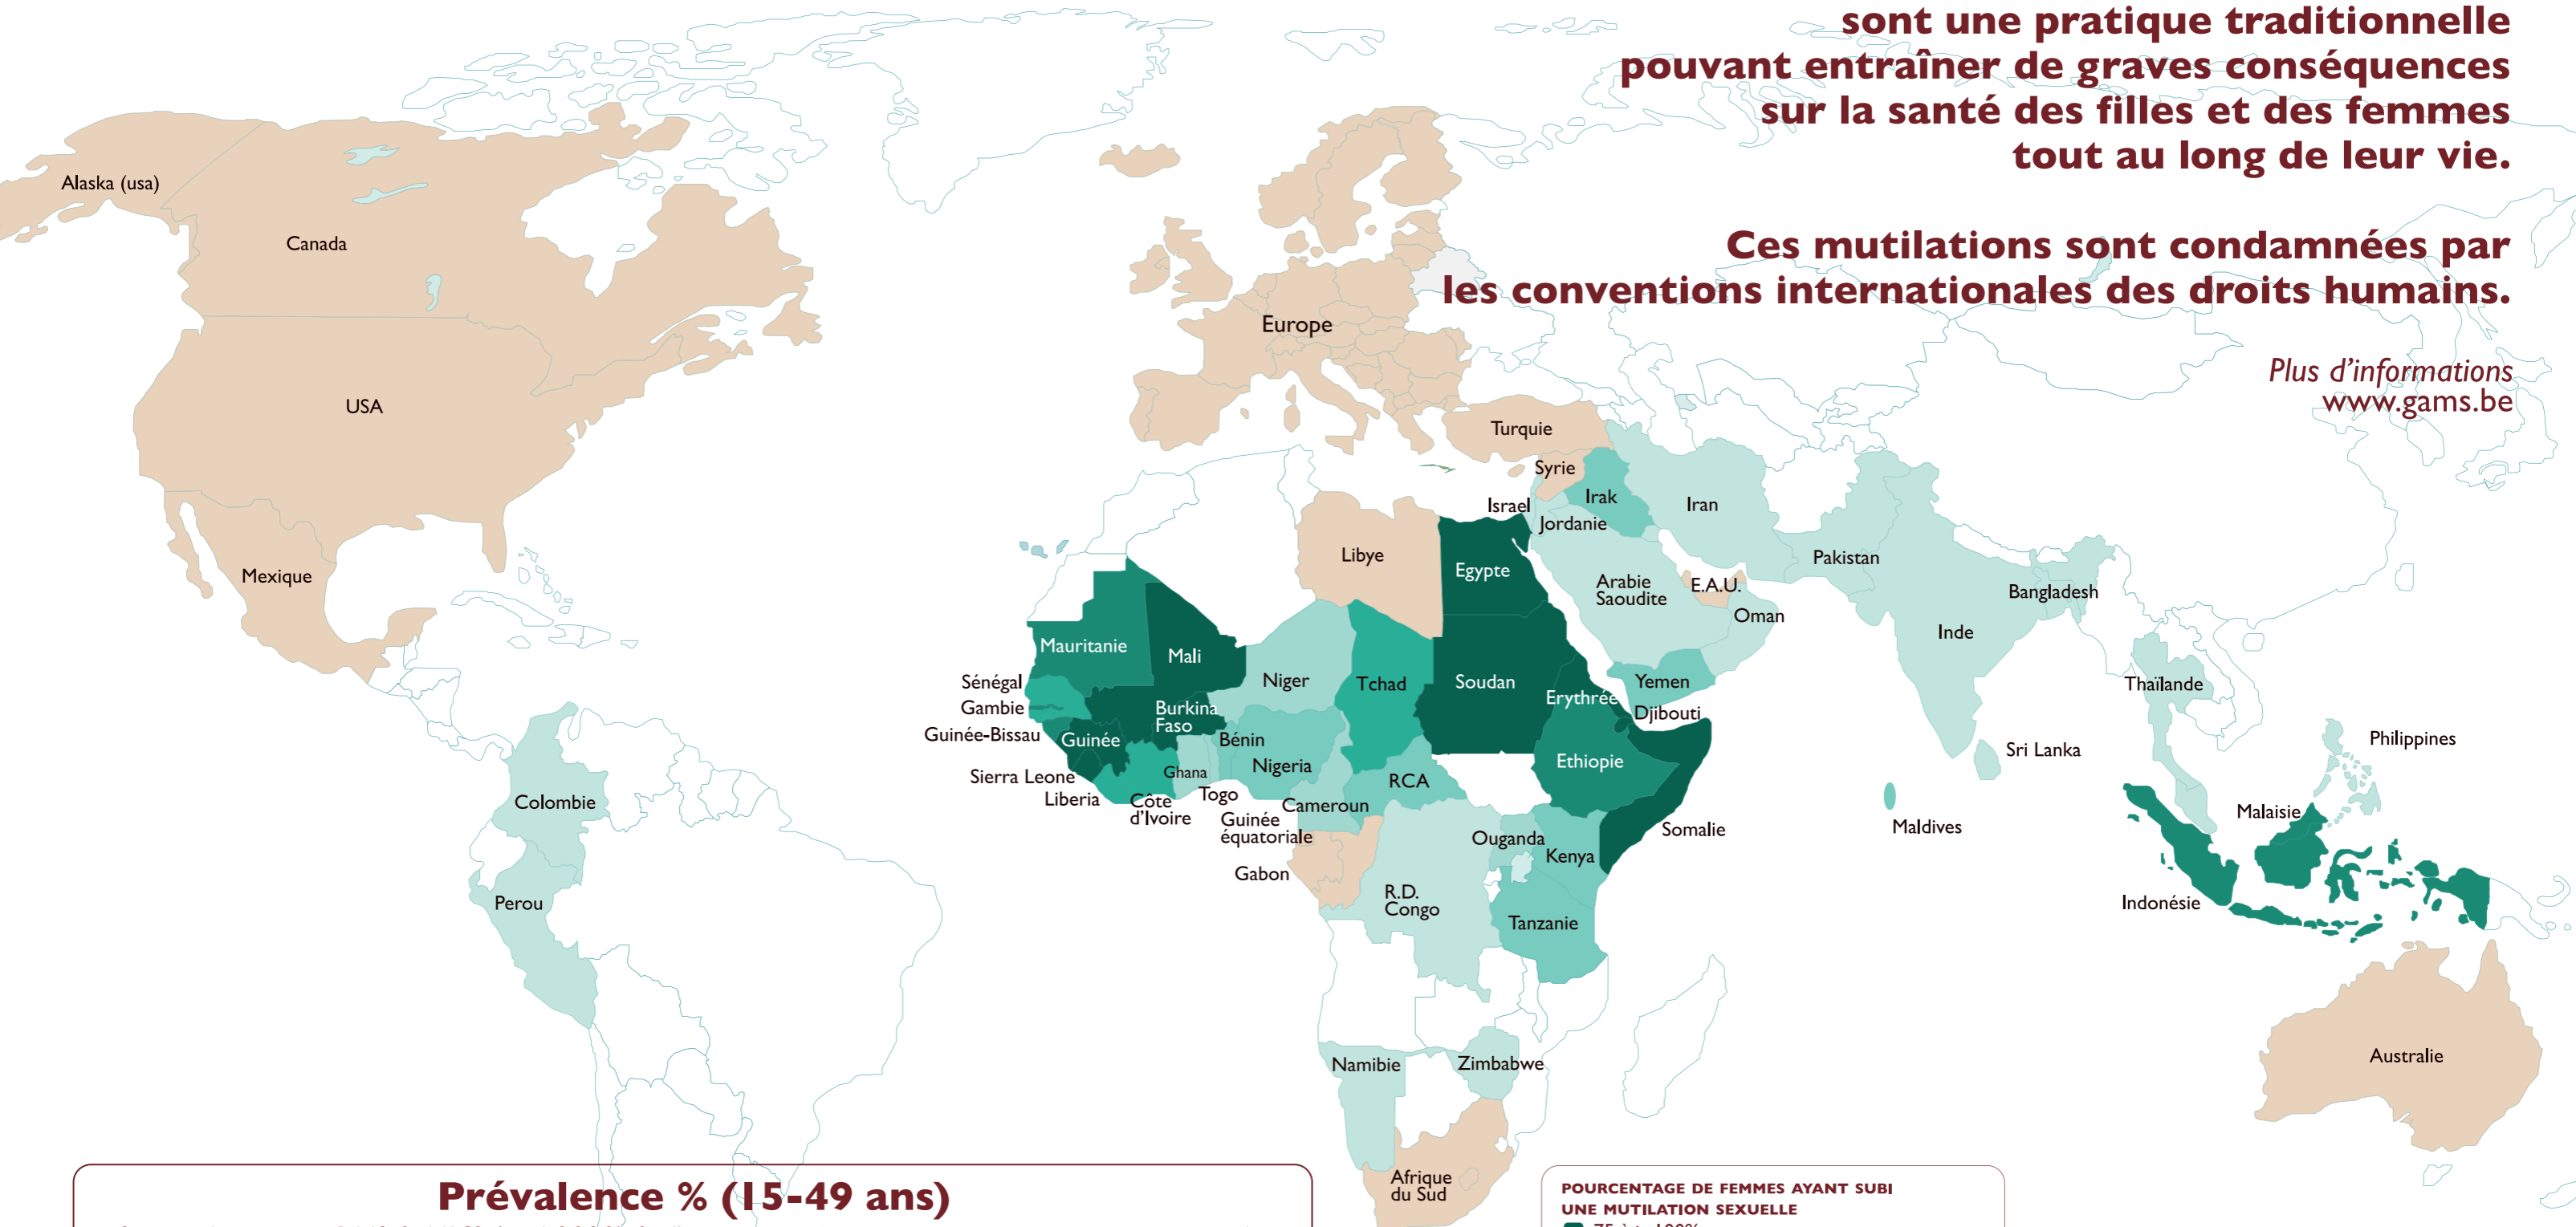 sont une pratique traditionnelle
pouvant entraîner de graves conséquences
sur la santé des filles et des femmes
tout au long de leur vie.
Ces mutilations sont condamnées par
les conventions internationales des droits humains.
Plus d'informations
www.gams.be
Alaska (usa)
Canada
USA
Mexique
Colombie
Perou
Europe
Turquie
Syrie
Israel
Irak
Jordanie
Iran
Libye
Egypte
Arabie
Saoudite
E.A.U.
Oman
Pakistan
Inde
Bangladesh
Mauritanie
Mali
Niger
Tchad
Soudan
Erythrée
Yemen
Djibouti
Thaïlande
Sénégal
Gambie
Guinée-Bissau
Guinée
Burkina
Faso
Bénin
Nigeria
Ghana
Togo
Sierra Leone
Liberia
Côte
d'Ivoire
Cameroun
Guinée
équatoriale
Gabon
RCA
Ethiopie
Somalie
Ouganda
Kenya
R.D.
Congo
Tanzanie
Sri Lanka
Maldives
Philippines
Malaisie
Indonésie
Namibie
Zimbabwe
Afrique
du Sud
Australie
Prévalence % (15-49 ans)
POURCENTAGE DE FEMMES AYANT SUBI
UNE MUTILATION SEXUELLE